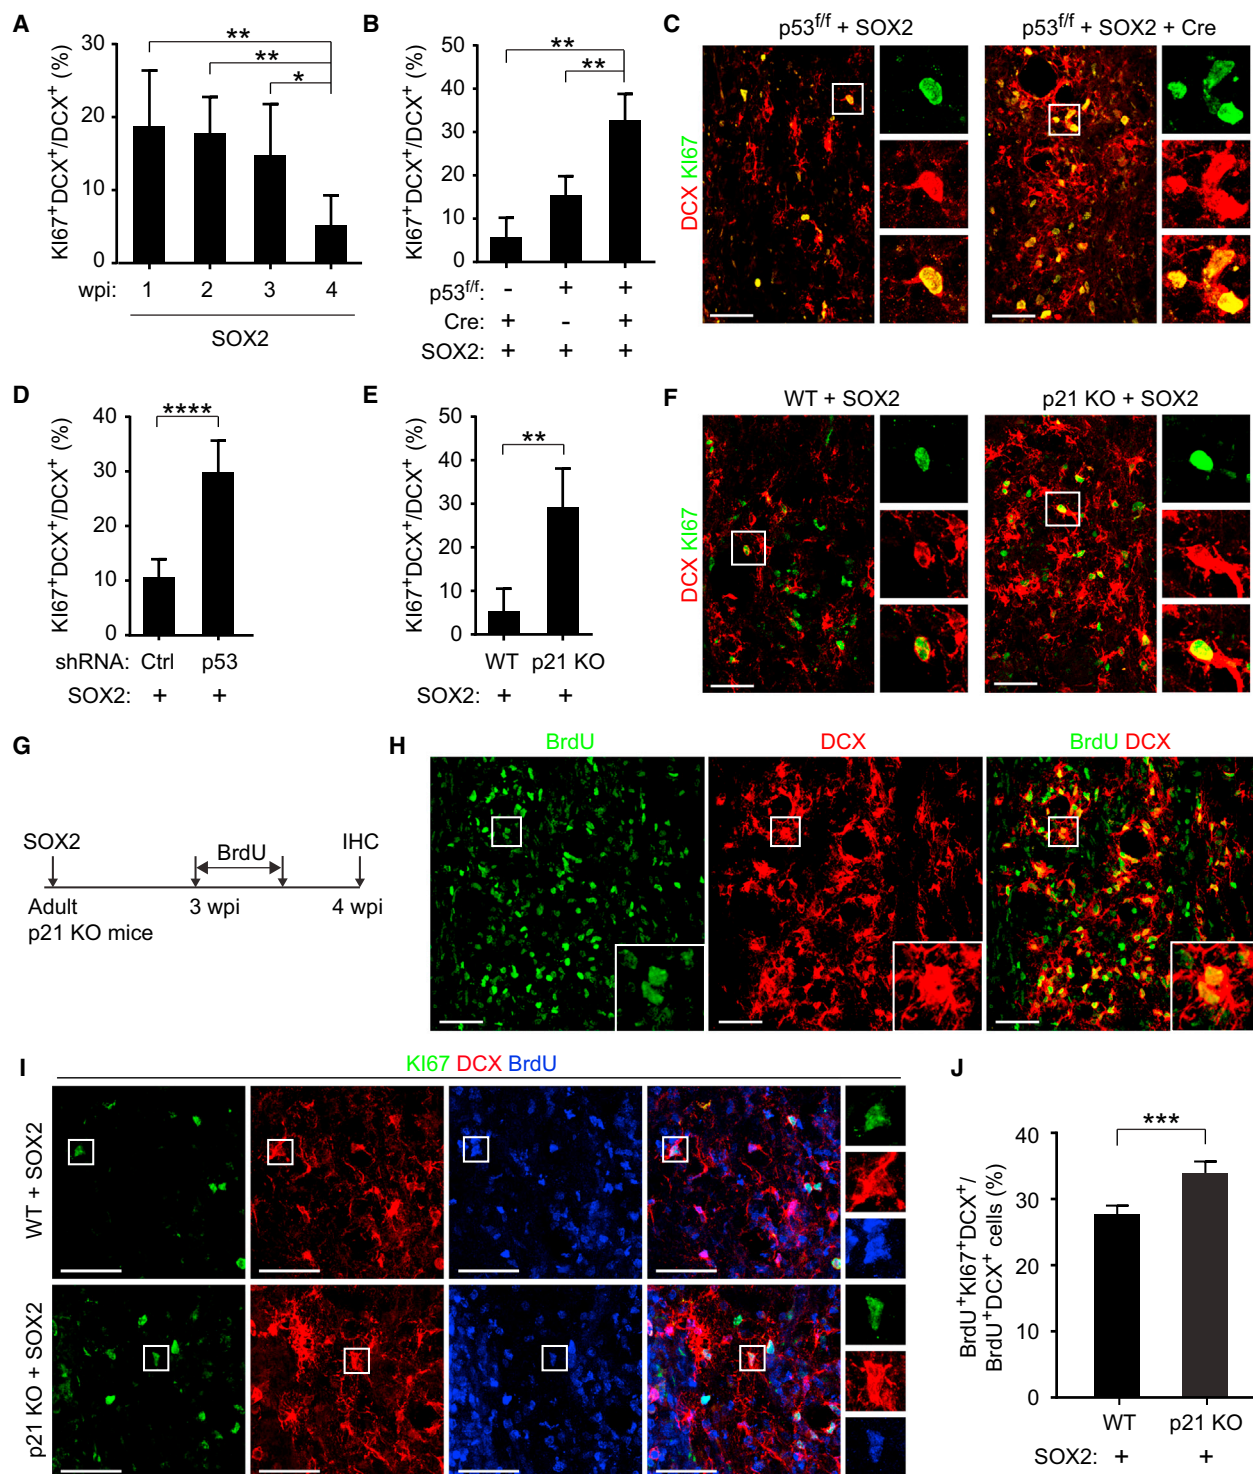 A
KI67+DCX+/DCX+ (%)
30
20
10
0
** 
**
*
wpi: 1 2 3 4
SOX2
B
KI67+DCX+/DCX+ (%)
50
40
30
20
10
0
**
**
p53f/f: - + +
Cre: + - +
SOX2: + + +
C
p53f/f + SOX2
p53f/f + SOX2 + Cre
DCX KI67
D
KI67+DCX+/DCX+ (%)
40
30
20
10
0
****
shRNA: Ctrl p53
SOX2: + +
E
KI67+DCX+/DCX+ (%)
50
40
30
20
10
0
**
WT p21 KO
SOX2: + +
F
WT + SOX2
p21 KO + SOX2
DCX KI67
G
SOX2
BrdU
IHC
Adult
p21 KO mice
3 wpi
4 wpi
H
BrdU
DCX
BrdU DCX
I
KI67 DCX BrdU
WT + SOX2
p21 KO + SOX2
J
BrdU+KI67+DCX+/
BrdU+DCX+ cells (%)
40
30
20
10
0
***
WT p21 KO
SOX2: + +